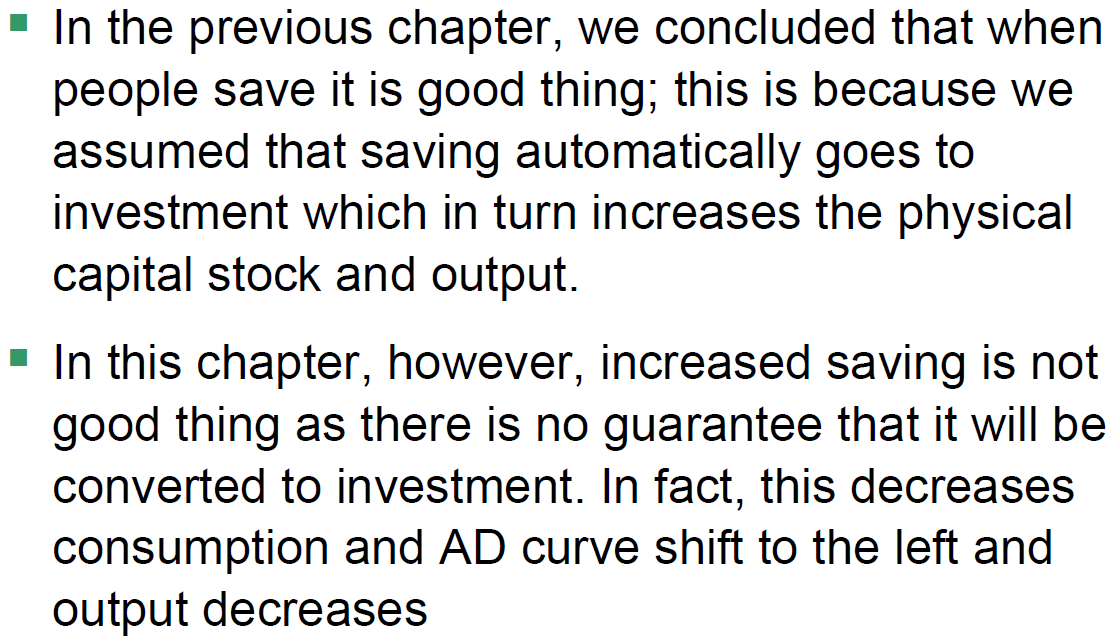 In the previous chapter, we concluded that when
people save it is good thing; this is because we
assumed that saving automatically goes to
investment which in turn increases the physical
capital stock and output.
In this chapter, however, increased saving is not
good thing as there is no guarantee that it will be
converted to investment. In fact, this decreases
consumption and AD curve shift to the left and
output decreases